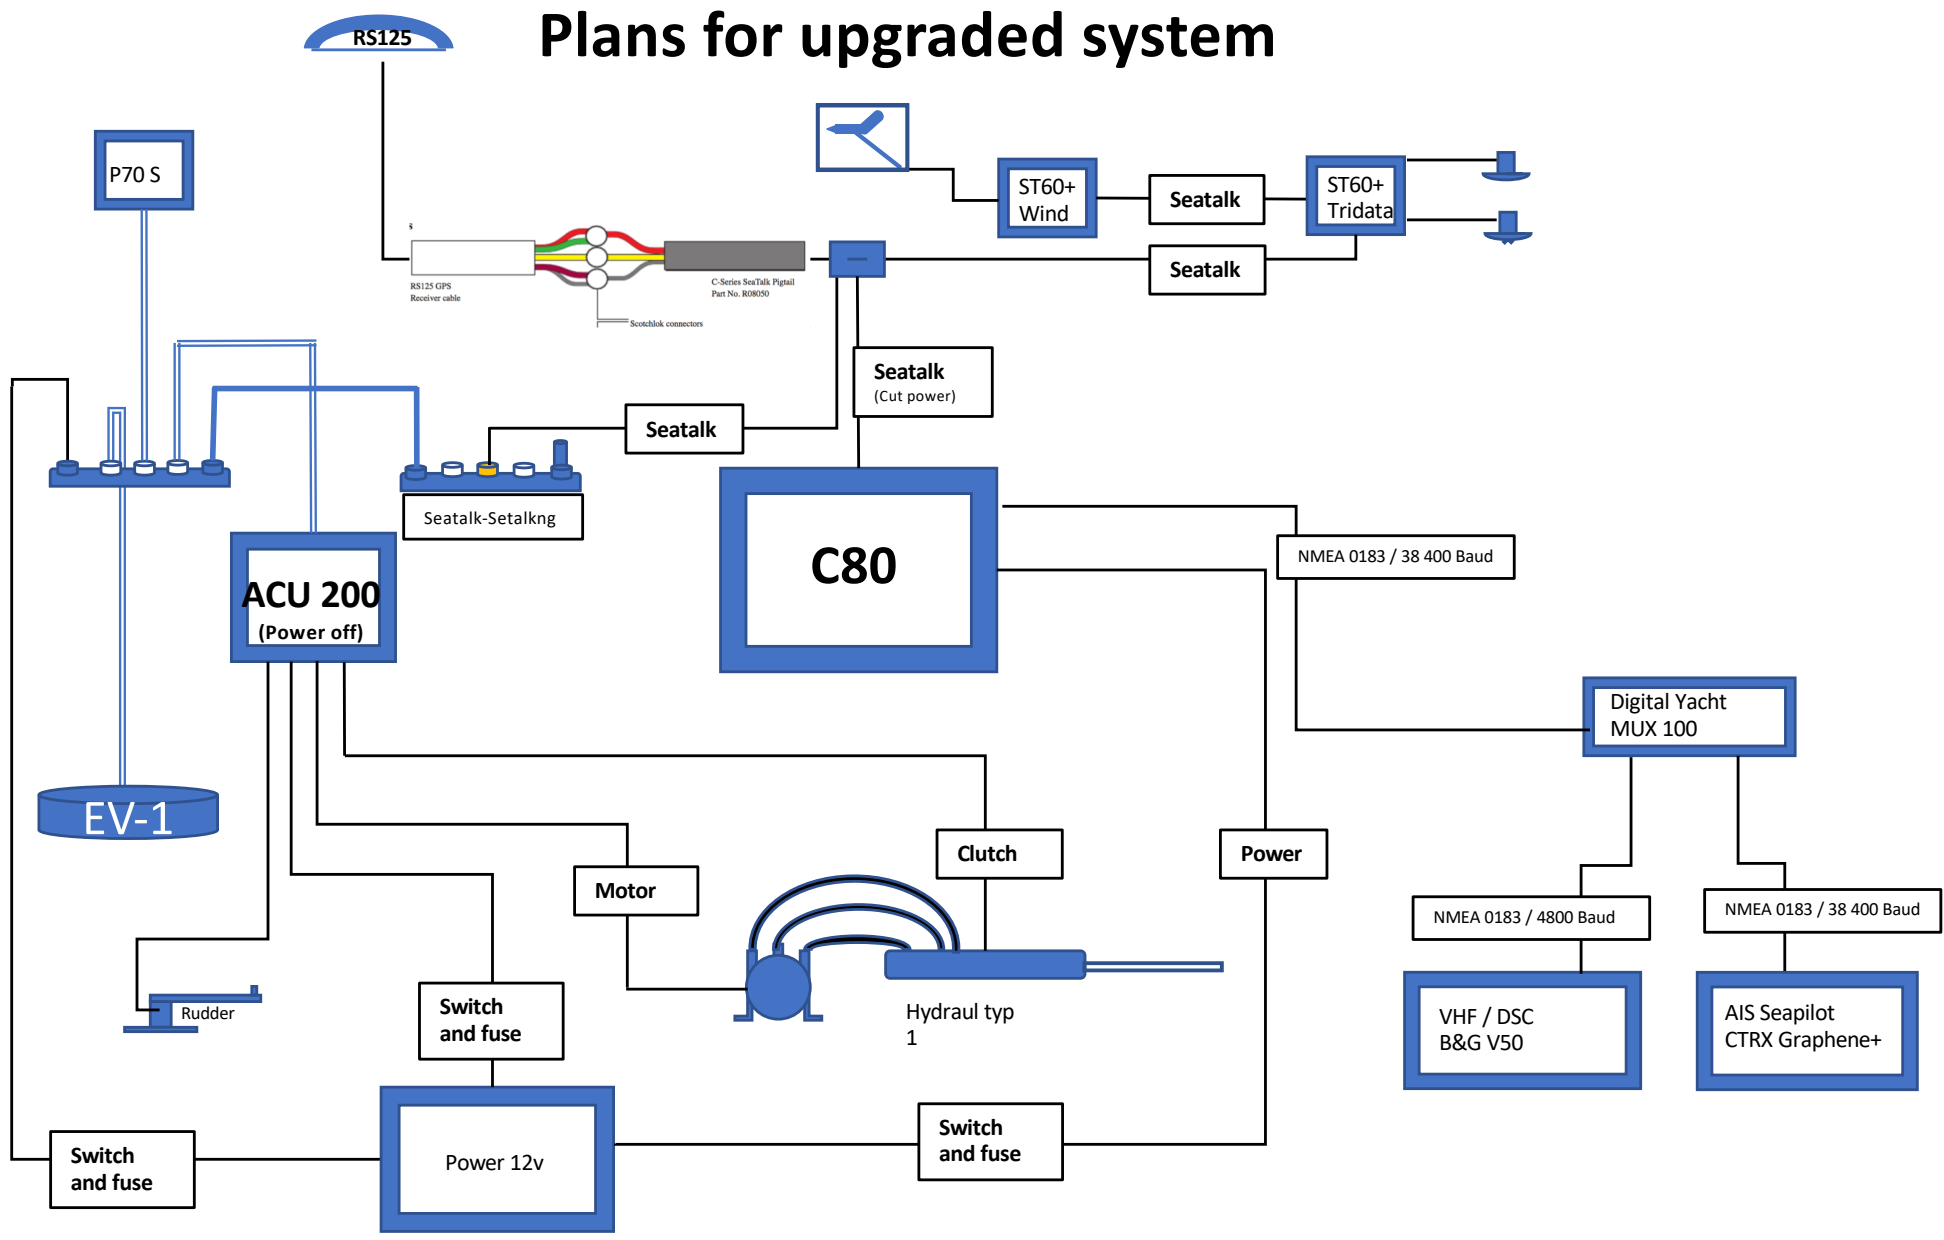 Plans for upgraded system
RS125
P70 S
ST60+
Wind
Seatalk
ST60+
Tridata
s
RS125 GPS
Receiver cable
C-Series SeaTalk Pigtail
Part No. R08050
Scotchlok connectors
Seatalk
Seatalk
(Cut power)
Seatalk
Seatalk-Setalkng
C80
NMEA 0183 / 38 400 Baud
ACU 200
(Power off)
Digital Yacht
MUX 100
EV-1
Clutch
Power
Motor
NMEA 0183 / 4800 Baud
NMEA 0183 / 38 400 Baud
Rudder
Switch
and fuse
Hydraul typ
1
VHF / DSC
B&G V50
AIS Seapilot
CTRX Graphene+
Switch
and fuse
Power 12v
Switch
and fuse